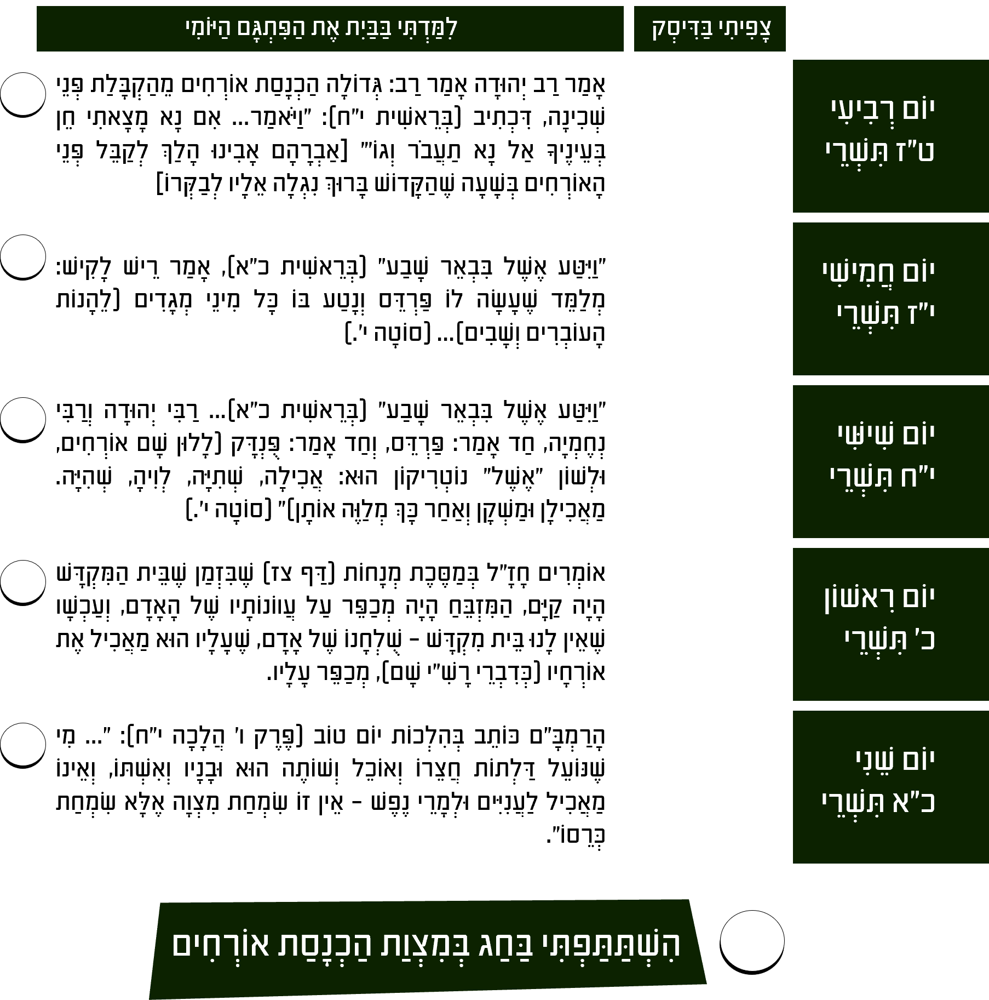 צָפִיתִי בַּדִּיסְק
לִמַּדְתִּי בַּבַּיִת אֶת הַפִּתְגָּם הַיּוֹמִי
יוֹם רְבִיעִי
ט"ז תִּשְׁרֵי
אָמַר רַב יְהוּדָה אָמַר רַב: גְּדוֹלָה הַכְנָסַת אוֹרְחִים מֵהַקְבָּלַת פְּנֵי
שְׁכִינָה, דִּכְתִיב (בְּרֵאשִׁית י"ח): "וַיֹּאמַר... אִם נָא מָצָאתִי חֵן
בְּעֵינֶיךָ אַל נָא תַעֲבֹר וְגוֹ'" [אַבְרָהָם אָבִינוּ הָלַךְ לְקַבֵּל פְּנֵי
הָאוֹרְחִים בְּשָׁעָה שֶׁהַקָּדוֹשׁ בָּרוּךְ נִגְלָה אֵלָיו לְבַקְּרוֹ]
יוֹם חֲמִישִׁי
י"ז תִּשְׁרֵי
"וַיִּטַּע אֶשֶׁל בִּבְאֵר שָׁבַע" (בְּרֵאשִׁית כ"א), אָמַר רֵישׁ לָקִישׁ:
מְלַמֵּד שֶׁעָשָׂה לוֹ פַּרְדֵּס וְנָטַע בּוֹ כָּל מִינֵי מְגָדִים (לֵהָנוֹת
הָעוֹבְרִים וְשָׁבִים)... (סוֹטָה י'.)
יוֹם שִׁישִּׁי
י"ח תִּשְׁרֵי
"וַיִּטַּע אֶשֶׁל בִּבְאֵר שָׁבַע" (בְּרֵאשִׁית כ"א)... רַבִּי יְהוּדָה וְרַבִּי
נְחֶמְיָה, חַד אָמַר: פַּרְדֵּס, וְחַד אָמַר: פֻּנְדָּק (לָלוּן שָׁם אוֹרְחִים,
וּלְשׁוֹן "אֶשֶׁל" נוֹטְרִיקוֹן הוּא: אֲכִילָה, שְׁתִיָּה, לְוִיהָ, שְׁהִיָּה.
מַאֲכִילָן וּמַשְׁקָן וְאַחַר כָּךְ מְלַוֶּה אוֹתָן)" (סוֹטָה י'.)
יוֹם רִאשׁוֹן
כ' תִּשְׁרֵי
אוֹמְרִים חָזָ"ל בְּמַסֶּכֶת מְנָחוֹת (דַּף צז) שֶׁבִּזְמַן שֶׁבֵּית הַמִּקְדָּשׁ
הָיָה קַיָּם, הַמִּזְבֵּחַ הָיָה מְכַפֵּר עַל עֲווֹנוֹתָיו שֶׁל הָאָדָם, וְעַכְשָׁו
שֶׁאֵין לָנוּ בֵּית מִקְדָּשׁ – שֻׁלְחָנוֹ שֶׁל אָדָם, שֶׁעָלָיו הוּא מַאֲכִיל אֶת
אוֹרְחָיו (כְּדִבְרֵי רָשִׁ"י שָׁם), מְכַפֵּר עָלָיו.
יוֹם שֵׁנִי
כ"א תִּשְׁרֵי
הָרַמְבָּ"ם כּוֹתֵב בְּהִלְכוֹת יוֹם טוֹב (פֶּרֶק ו' הֲלָכָה י"ח): "... מִי
שֶׁנּוֹעֵל דַּלְתוֹת חֲצֵרוֹ וְאוֹכֵל וְשׁוֹתֶה הוּא וּבָנָיו וְאִשְׁתּוֹ, וְאֵינוֹ
מַאֲכִיל לַעֲנִיִּים וּלְמָרֵי נֶפֶשׁ – אֵין זוֹ שִׂמְחַת מִצְוָה אֶלָּא שִׂמְחַת
כְּרֵסוֹ".
הִשְׁתַּתַּפְתִּי בַּחַג בְּמִצְוַת הַכְנָסַת אוֹרְחִים